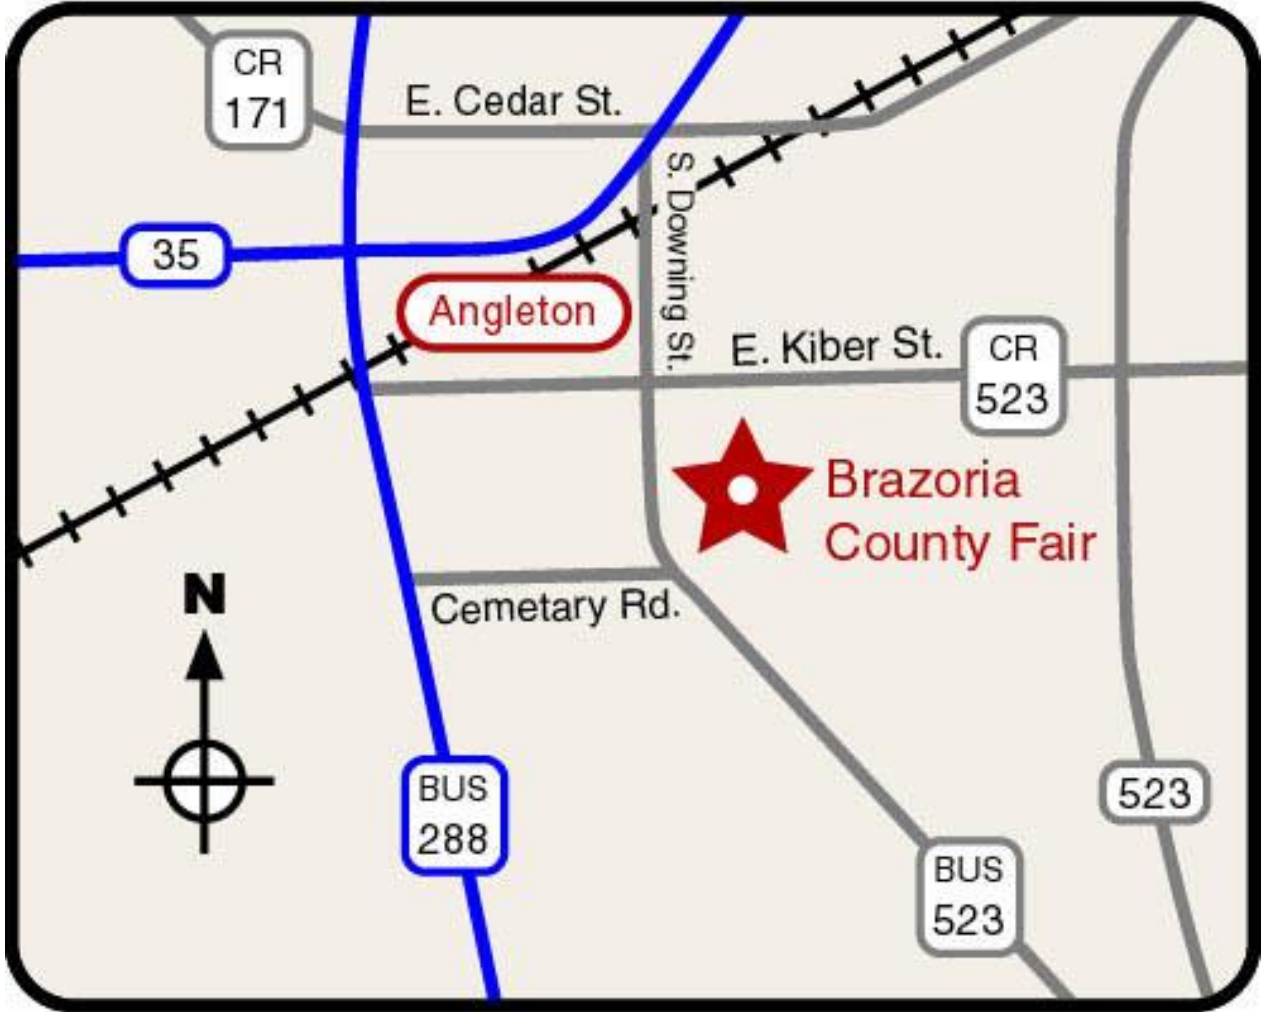 CR
171
E. Cedar St.
S. Downing St.
35
Angleton
E. Kiber St.
CR
523
Brazoria
County Fair
N
Cemetary Rd.
BUS
288
523
BUS
523